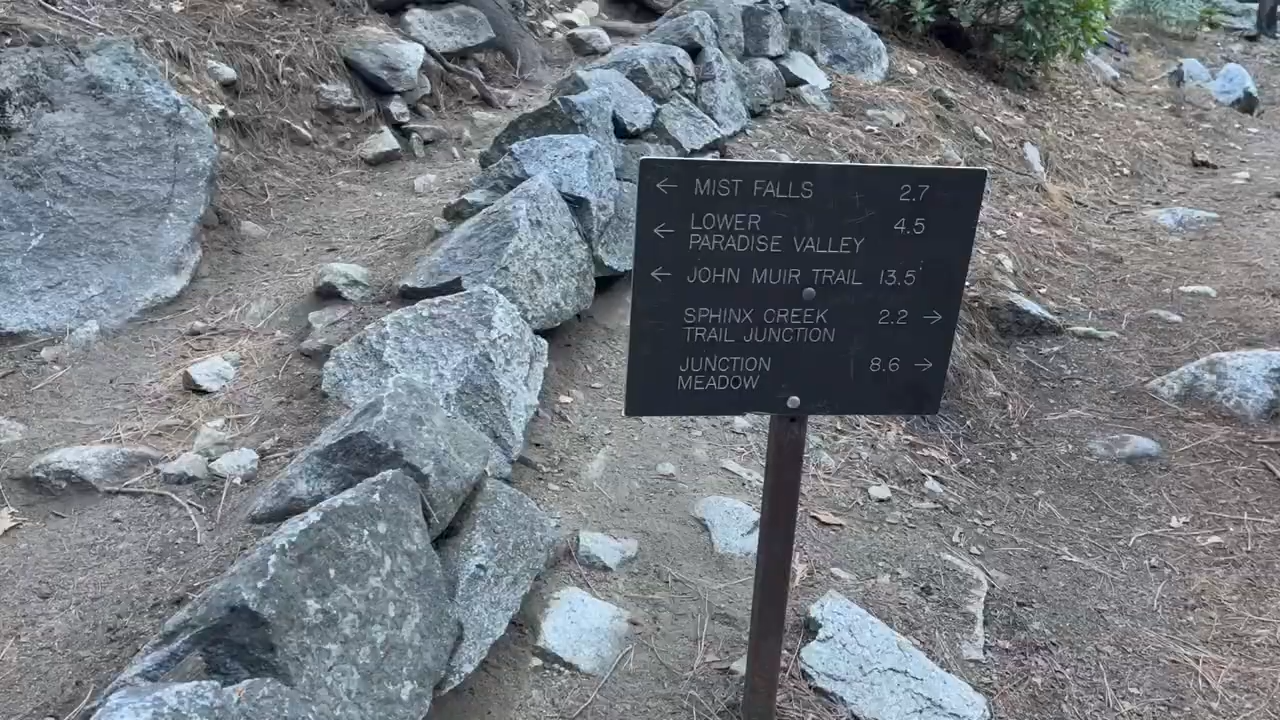 ← MIST FALLS 2.7
← LOWER 4.5
PARADISE VALLEY
← JOHN MUIR TRAIL 13.5
SPHINX CREEK 2.2 →
TRAIL JUNCTION
JUNCTION 8.6 →
MEADOW